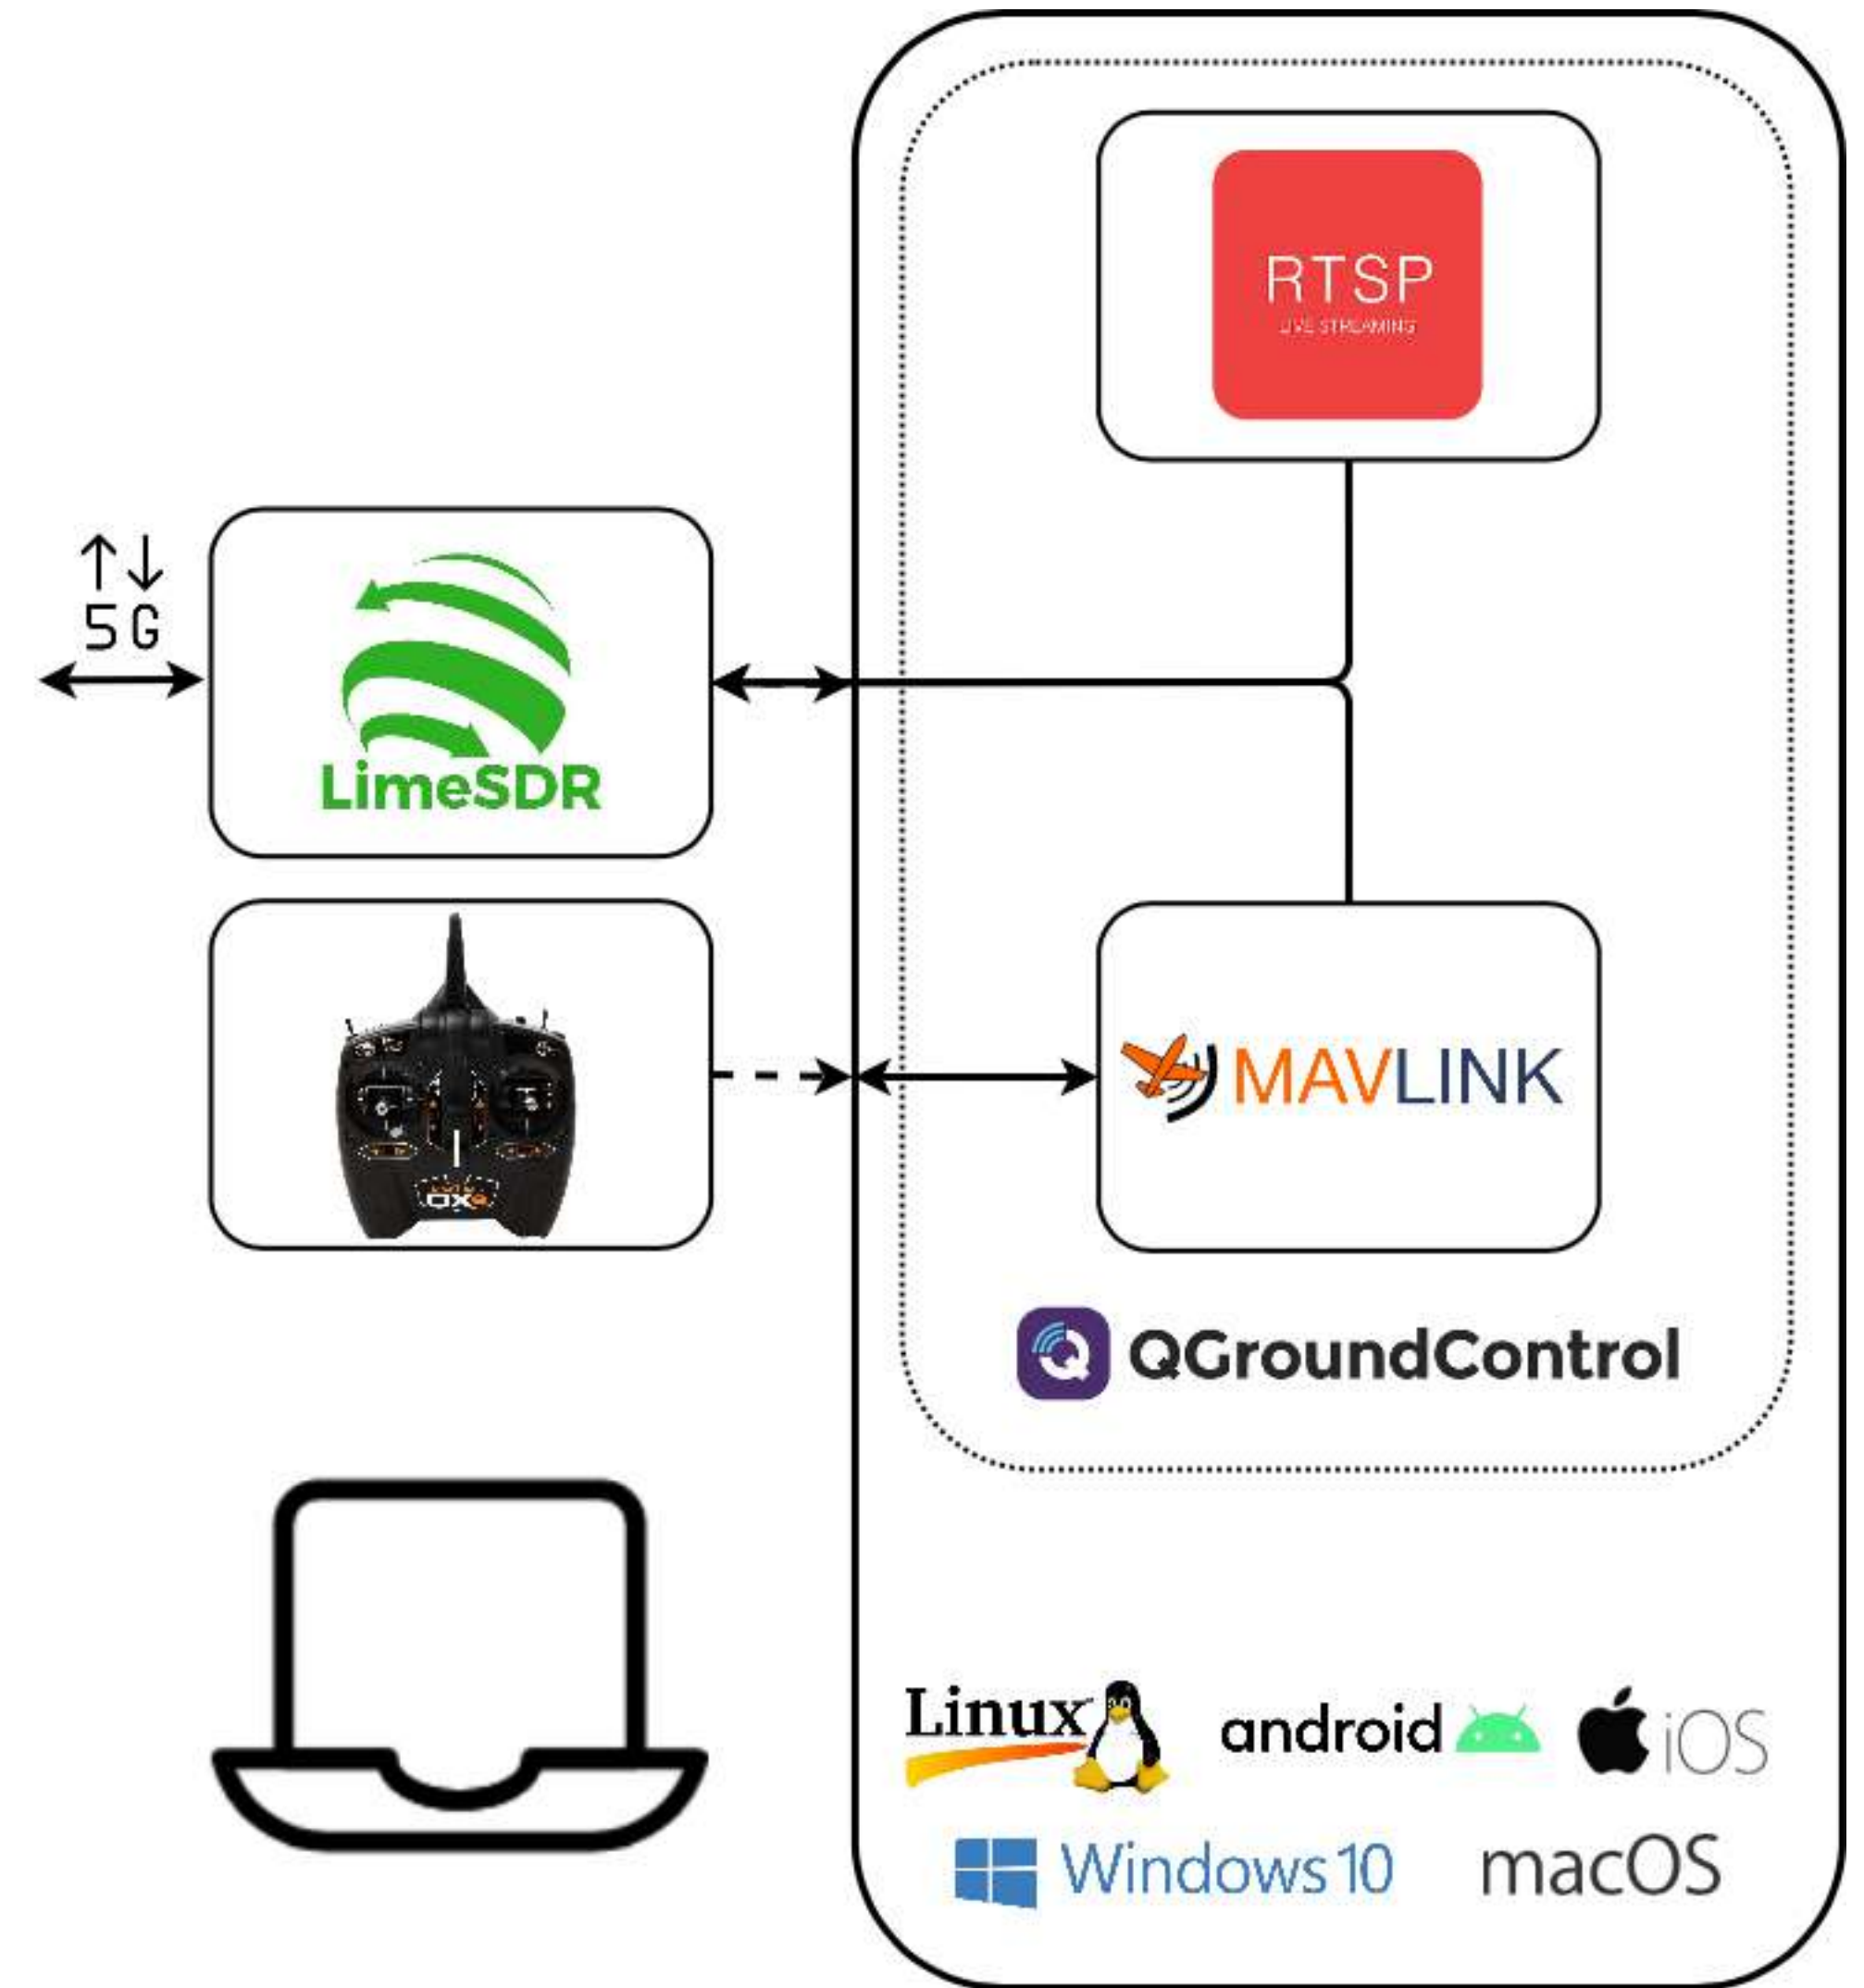 RTSP
LIVE STREAMING
5G
LimeSDR
MAVLINK
QGroundControl
Linux
android
iOS
Windows 10
macOS